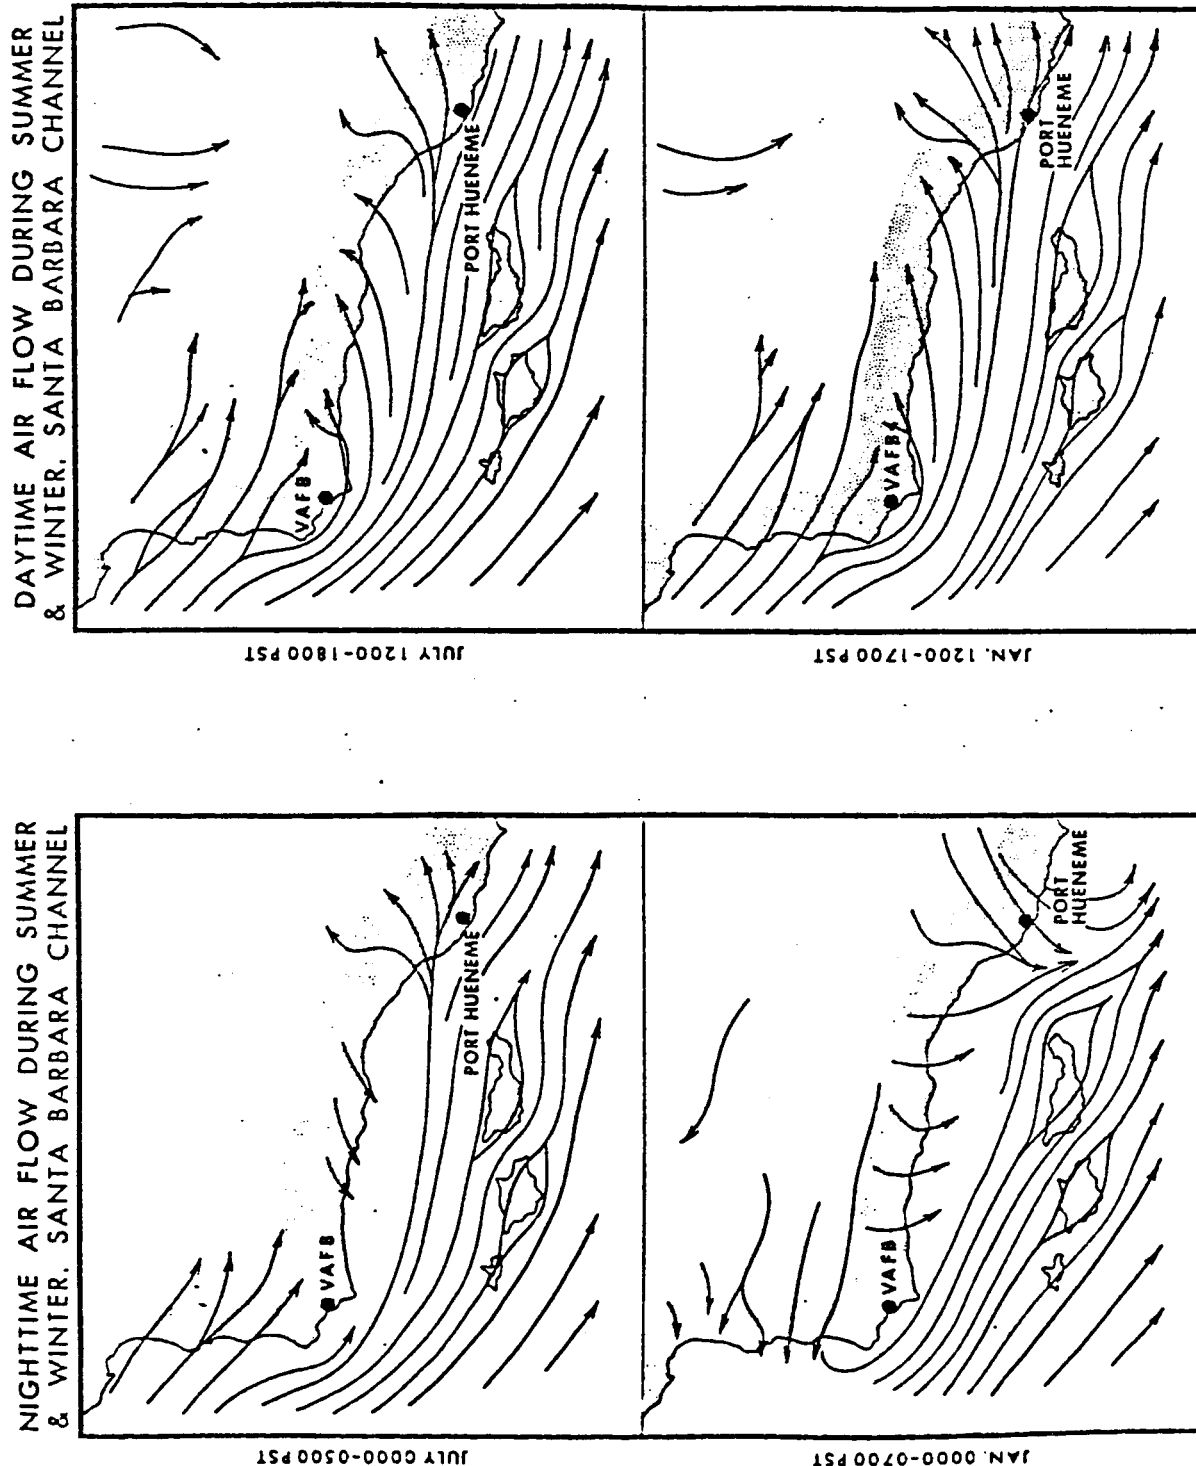 NIGHTTIME AIR FLOW DURING SUMMER
& WINTER, SANTA BARBARA CHANNEL
JULY 0000-0500 PST
VAFB
PORT HUENEME
JAN. 0000-0700 PST
VAFB
PORT
HUENEME
DAYTIME AIR FLOW DURING SUMMER
& WINTER, SANTA BARBARA CHANNEL
JULY 1200-1800 PST
VAFB
PORT HUENEME
JAN. 1200-1700 PST
VAFB
PORT
HUENEME